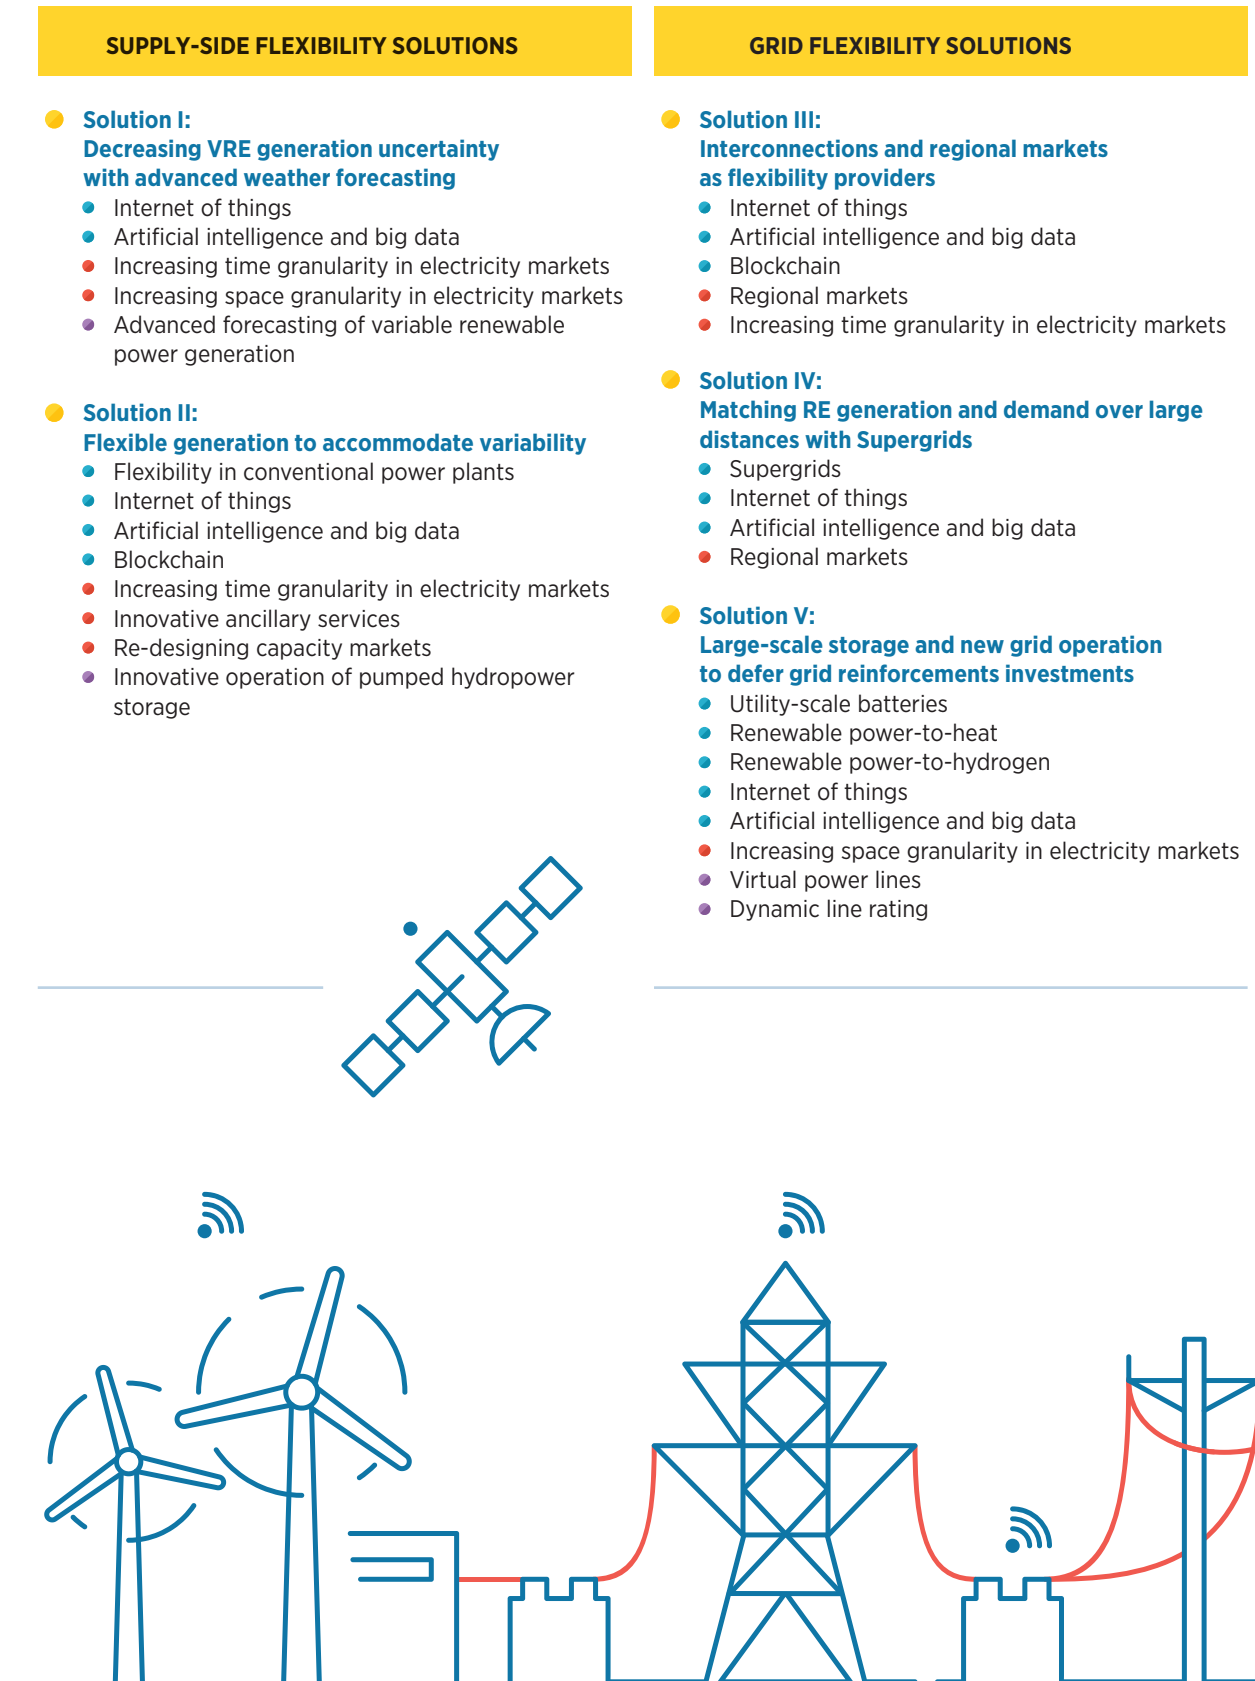 SUPPLY-SIDE FLEXIBILITY SOLUTIONS
Solution I:
Decreasing VRE generation uncertainty
with advanced weather forecasting
Internet of things
Artificial intelligence and big data
Increasing time granularity in electricity markets
Increasing space granularity in electricity markets
Advanced forecasting of variable renewable
power generation
Solution II:
Flexible generation to accommodate variability
Flexibility in conventional power plants
Internet of things
Artificial intelligence and big data
Blockchain
Increasing time granularity in electricity markets
Innovative ancillary services
Re-designing capacity markets
Innovative operation of pumped hydropower
storage
GRID FLEXIBILITY SOLUTIONS
Solution III:
Interconnections and regional markets
as flexibility providers
Internet of things
Artificial intelligence and big data
Blockchain
Regional markets
Increasing time granularity in electricity markets
Solution IV:
Matching RE generation and demand over large
distances with Supergrids
Supergrids
Internet of things
Artificial intelligence and big data
Regional markets
Solution V:
Large-scale storage and new grid operation
to defer grid reinforcements investments
Utility-scale batteries
Renewable power-to-heat
Renewable power-to-hydrogen
Internet of things
Artificial intelligence and big data
Increasing space granularity in electricity markets
Virtual power lines
Dynamic line rating